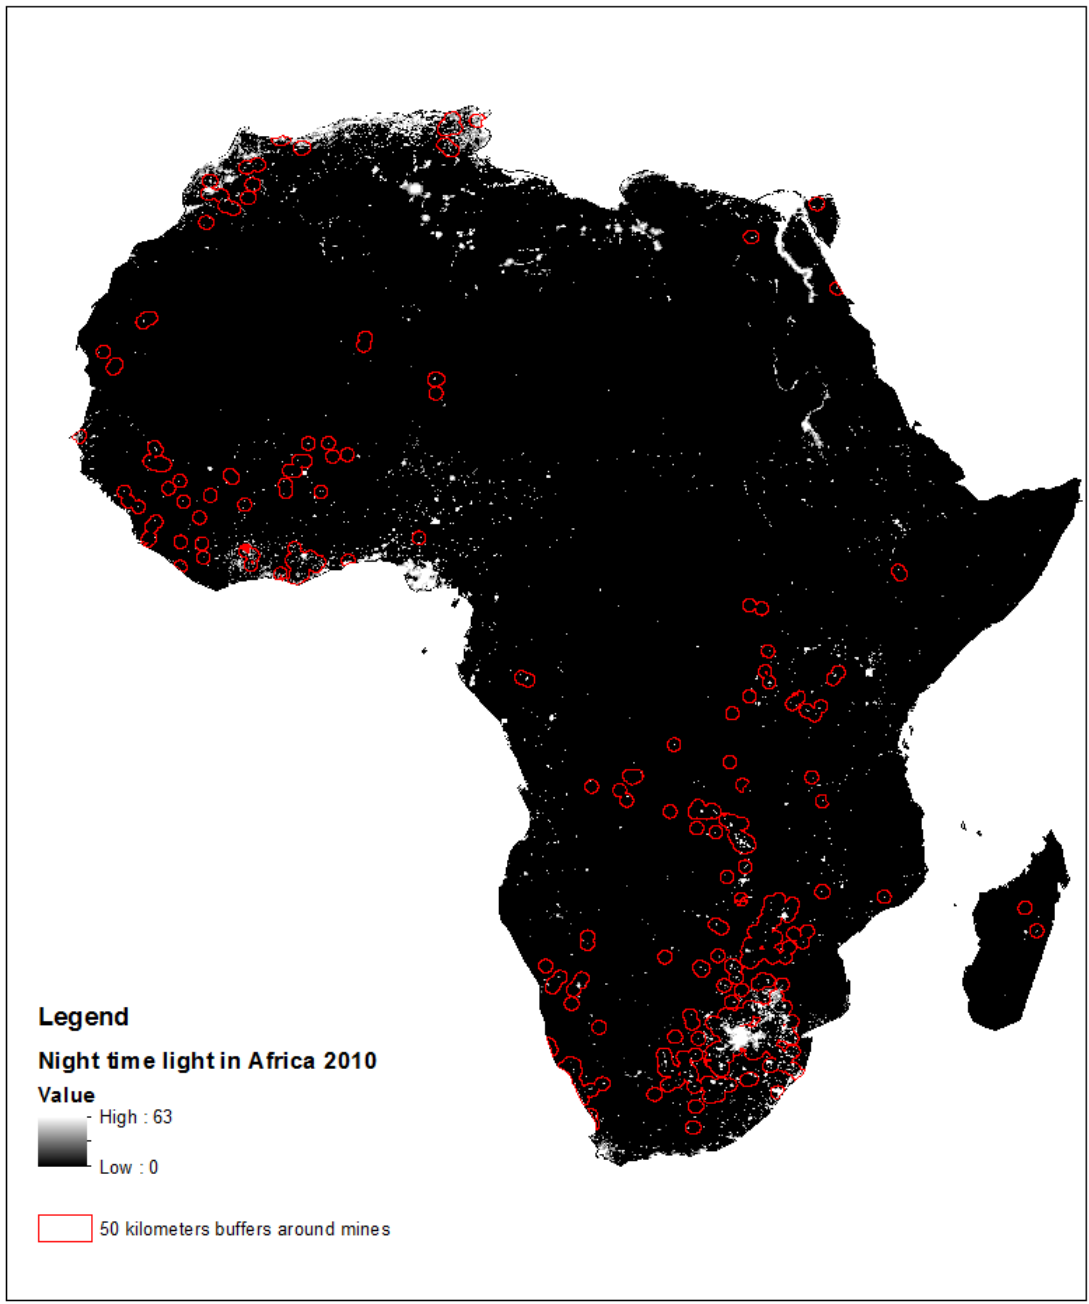 Legend
Night time light in Africa 2010
Value
High : 63
Low : 0
50 kilometers buffers around mines